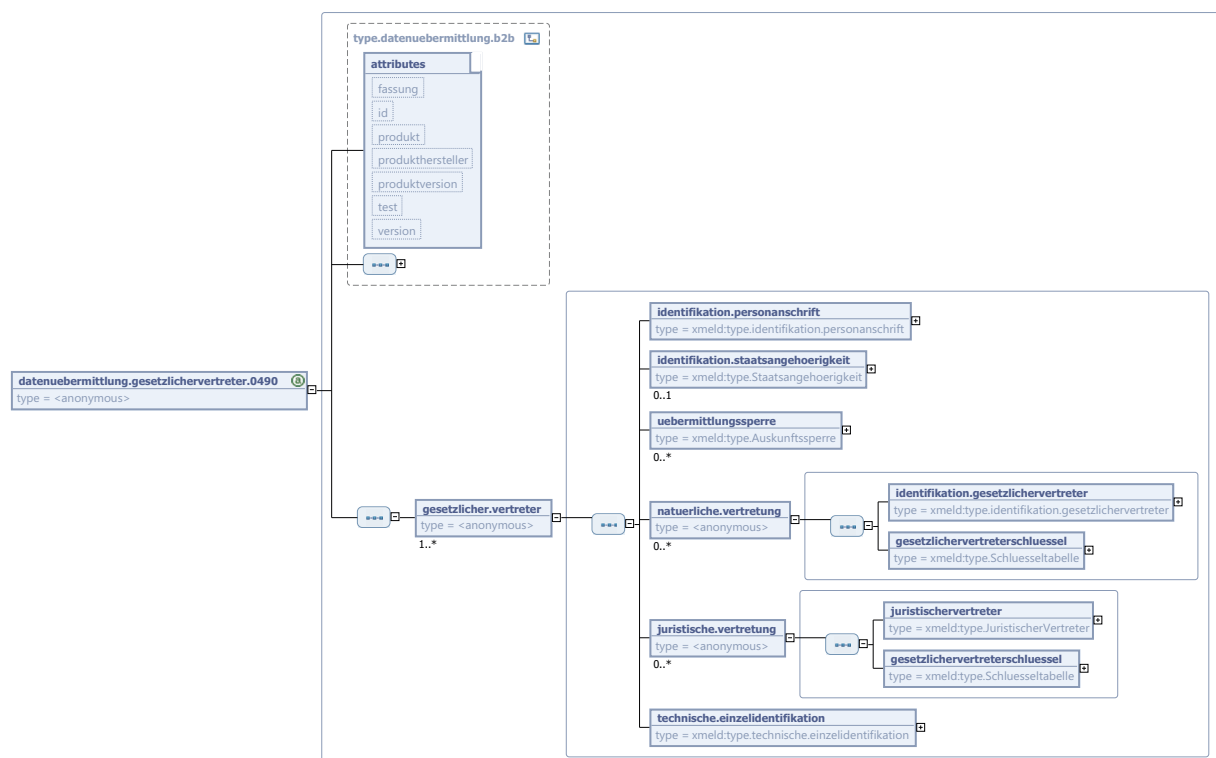 type.datenuebermittlung.b2b
attributes
fassung
id
produkt
produkthersteller
produktversion
test
version
datenuebermittlung.gesetzlichervertreter.0490 a
type = <anonymous>
gesetzlicher.vertreter
type = <anonymous>
1..*
identifikation.personanschrift
type = xmeld:type.identifikation.personanschrift
identifikation.staatsangehoerigkeit
type = xmeld:type.Staatsangehoerigkeit
0..1
uebermittlungssperre
type = xmeld:type.Auskunftssperre
0..*
natuerliche.vertretung
type = <anonymous>
0..*
identifikation.gesetzlichervertreter
type = xmeld:type.identifikation.gesetzlichervertreter
gesetzlichervertreterschluessel
type = xmeld:type.Schluesseltabelle
juristische.vertretung
type = <anonymous>
0..*
juristischervertreter
type = xmeld:type.JuristischerVertreter
gesetzlichervertreterschluessel
type = xmeld:type.Schluesseltabelle
technische.einzelidentifikation
type = xmeld:type.technische.einzelidentifikation